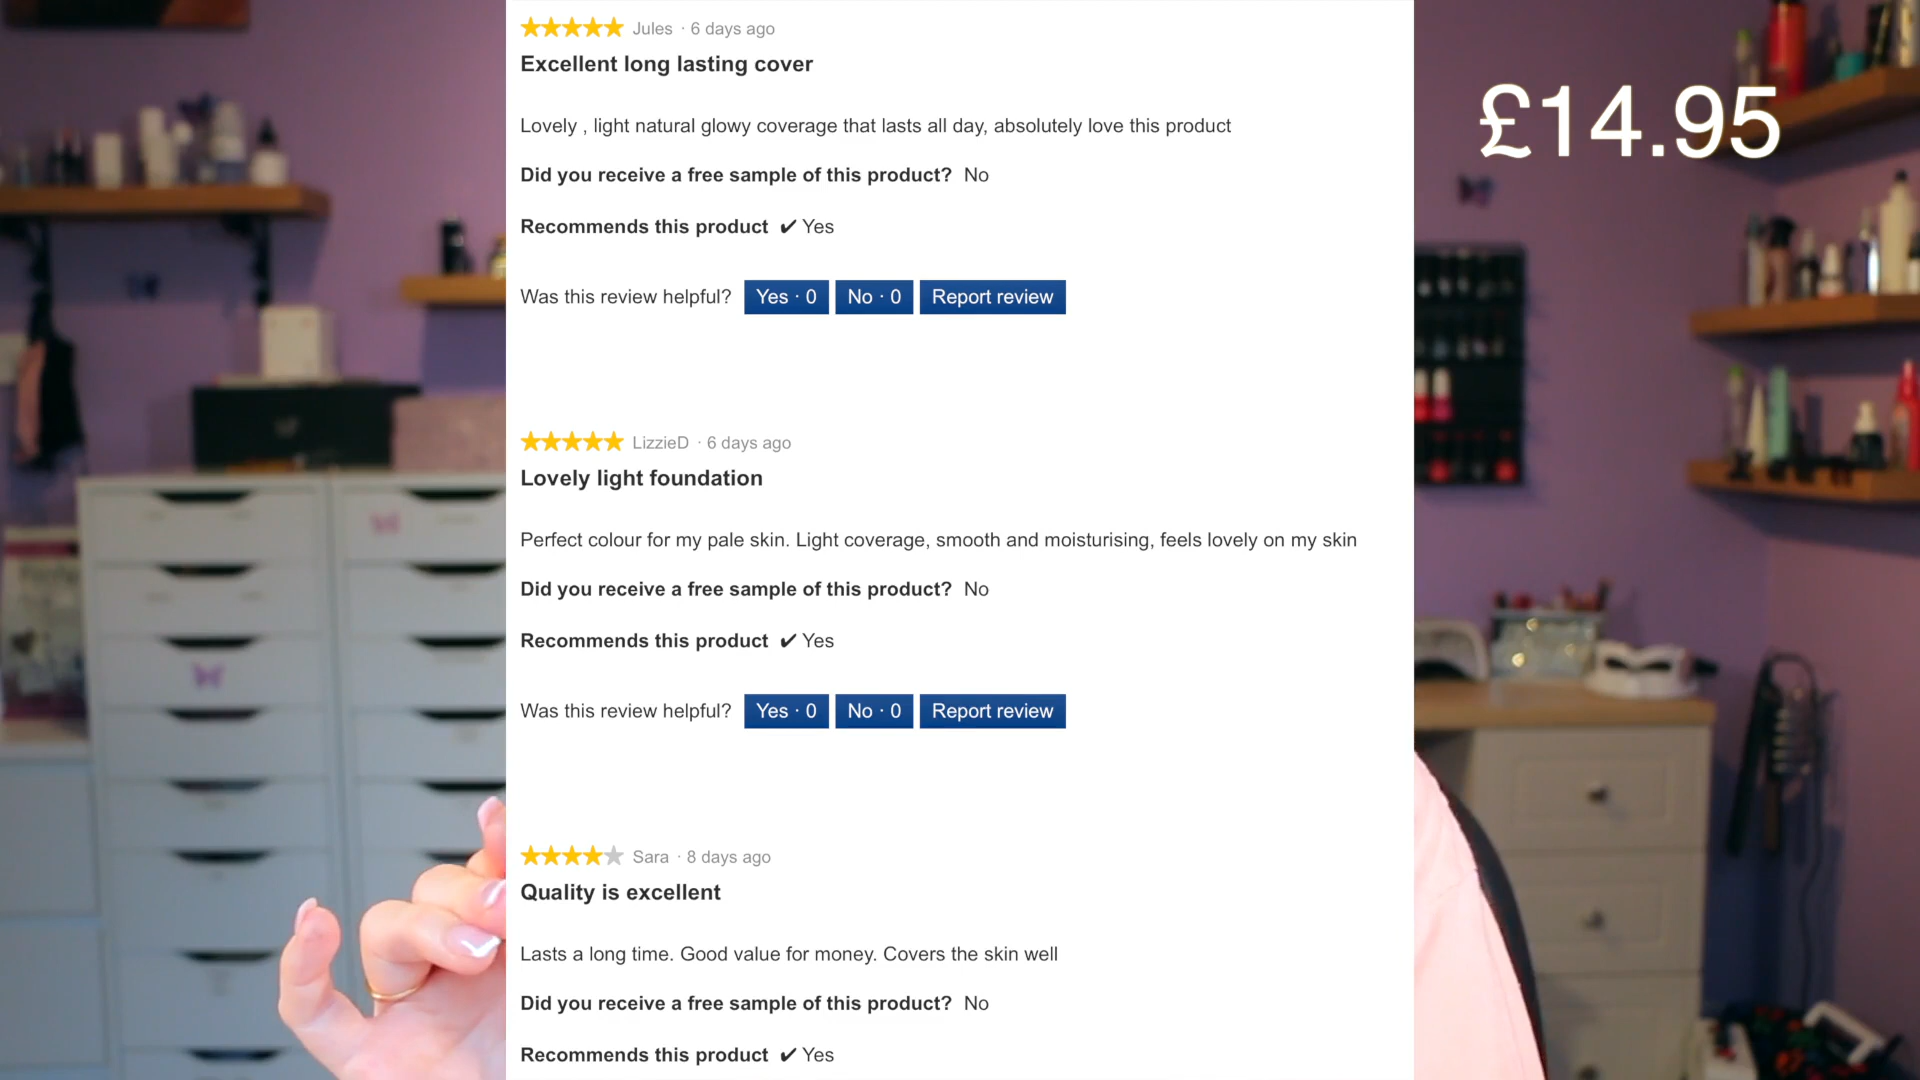 ★★★★★ Jules · 6 days ago
Excellent long lasting cover
Lovely , light natural glowy coverage that lasts all day, absolutely love this product
Did you receive a free sample of this product? No
Recommends this product ✔ Yes
Was this review helpful? Yes · 0 No · 0 Report review
★★★★★ LizzieD · 6 days ago
Lovely light foundation
Perfect colour for my pale skin. Light coverage, smooth and moisturising, feels lovely on my skin
Did you receive a free sample of this product? No
Recommends this product ✔ Yes
Was this review helpful? Yes · 0 No · 0 Report review
★★★★★ Sara · 8 days ago
Quality is excellent
Lasts a long time. Good value for money. Covers the skin well
Did you receive a free sample of this product? No
Recommends this product ✔ Yes
£14.95